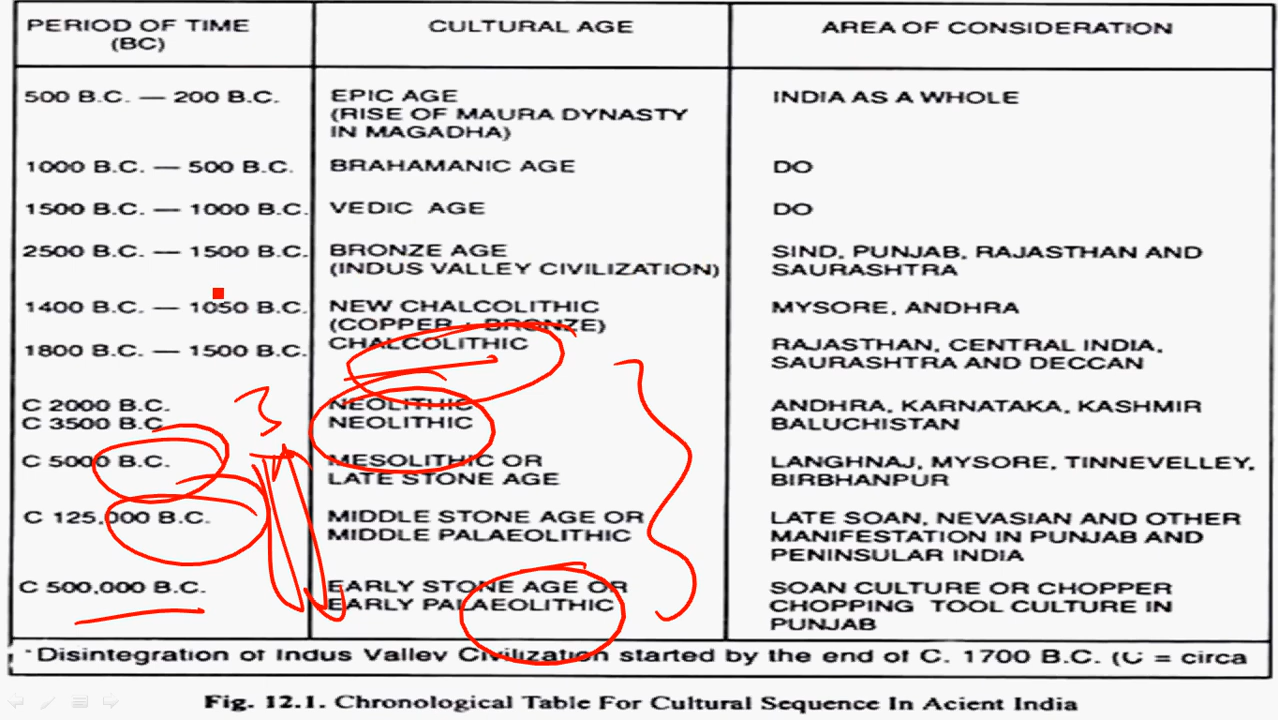 PERIOD OF TIME CULTURAL AGE AREA OF CONSIDERATION
(BC)
500 B.C. — 200 B.C. EPIC AGE INDIA AS A WHOLE
(RISE OF MAURA DYNASTY
IN MAGADHA)
1000 B.C. — 500 B.C. BRAHAMANIC AGE DO
1500 B.C. — 1000 B.C. VEDIC AGE DO
2500 B.C. — 1500 B.C. BRONZE AGE SIND, PUNJAB, RAJASTHAN AND
(INDUS VALLEY CIVILIZATION) SAURASHTRA
1400 B.C. — 1050 B.C. NEW CHALCOLITHIC MYSORE, ANDHRA
(COPPER + BRONZE)
1800 B.C. — 1500 B.C. CHALCOLITHIC RAJASTHAN, CENTRAL INDIA,
SAURASHTRA AND DECCAN
C 2000 B.C. NEOLITHIC ANDHRA, KARNATAKA, KASHMIR
C 3500 B.C. NEOLITHIC BALUCHISTAN
C 5000 B.C. MESOLITHIC OR LANGHNAJ, MYSORE, TINNEVELLEY,
LATE STONE AGE BIRBHANPUR
C 125,000 B.C. MIDDLE STONE AGE OR LATE SOAN, NEVASIAN AND OTHER
MIDDLE PALAEOLITHIC MANIFESTATION IN PUNJAB AND
PENINSULAR INDIA
C 500,000 B.C. EARLY STONE AGE OR SOAN CULTURE OR CHOPPER
EARLY PALAEOLITHIC CHOPPING TOOL CULTURE IN
PUNJAB
*Disintegration of Indus Valley Civilization started by the end of C. 1700 B.C. (C = circa
Fig. 12.1. Chronological Table For Cultural Sequence In Acient India